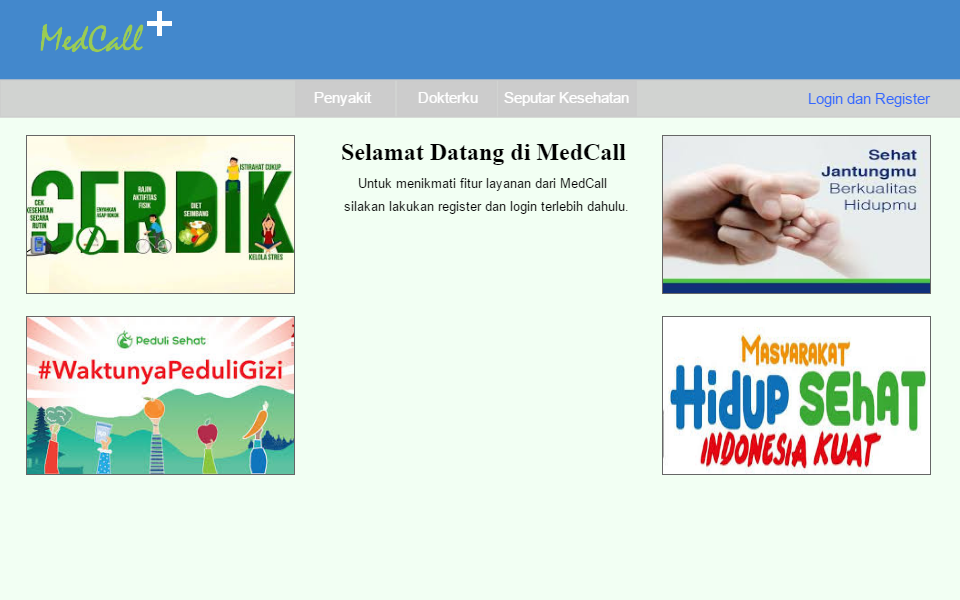 MedCall
Penyakit
Dokterku
Seputar Kesehatan
Login dan Register
CERDIK
CEK
KESEHATAN
SECARA
RUTIN
ENYAHKAN
ASAP ROKOK
RAJIN
AKTIFITAS
FISIK
DIET
SEIMBANG
ISTIRAHAT CUKUP
KELOLA STRES
Selamat Datang di MedCall
Untuk menikmati fitur layanan dari MedCall
silakan lakukan register dan login terlebih dahulu.
Sehat
Jantungmu
Berkualitas
Hidupmu
Peduli Sehat
#WaktunyaPeduliGizi
MASYARAKAT
HidUP SEhAT
INDONESIA KUAT